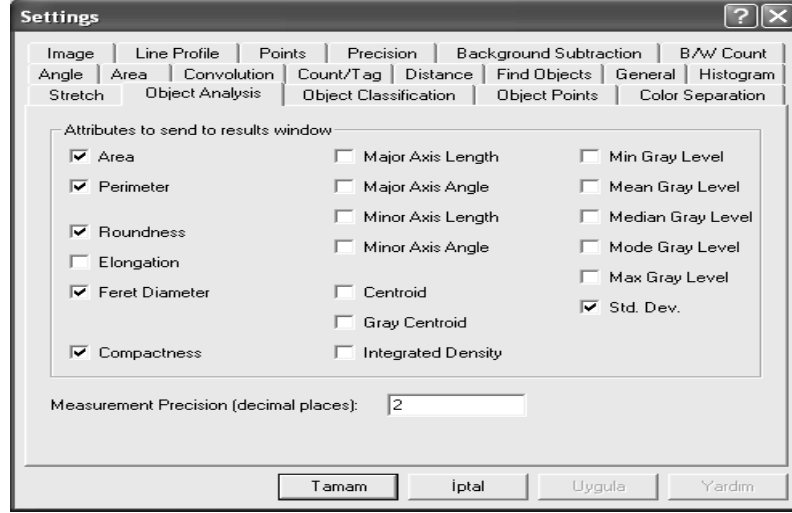 Settings
Image Line Profile Points Precision Background Subtraction B/W Count
Angle Area Convolution Count/Tag Distance Find Objects General Histogram
Stretch Object Analysis Object Classification Object Points Color Separation
Attributes to send to results window
Area Major Axis Length Min Gray Level
Perimeter Major Axis Angle Mean Gray Level
Minor Axis Length Median Gray Level
Roundness
Minor Axis Angle Mode Gray Level
Elongation
Max Gray Level
Feret Diameter Centroid
Std. Dev.
Gray Centroid
Compactness Integrated Density
Measurement Precision (decimal places): 2
Tamam İptal Uygula Yardım